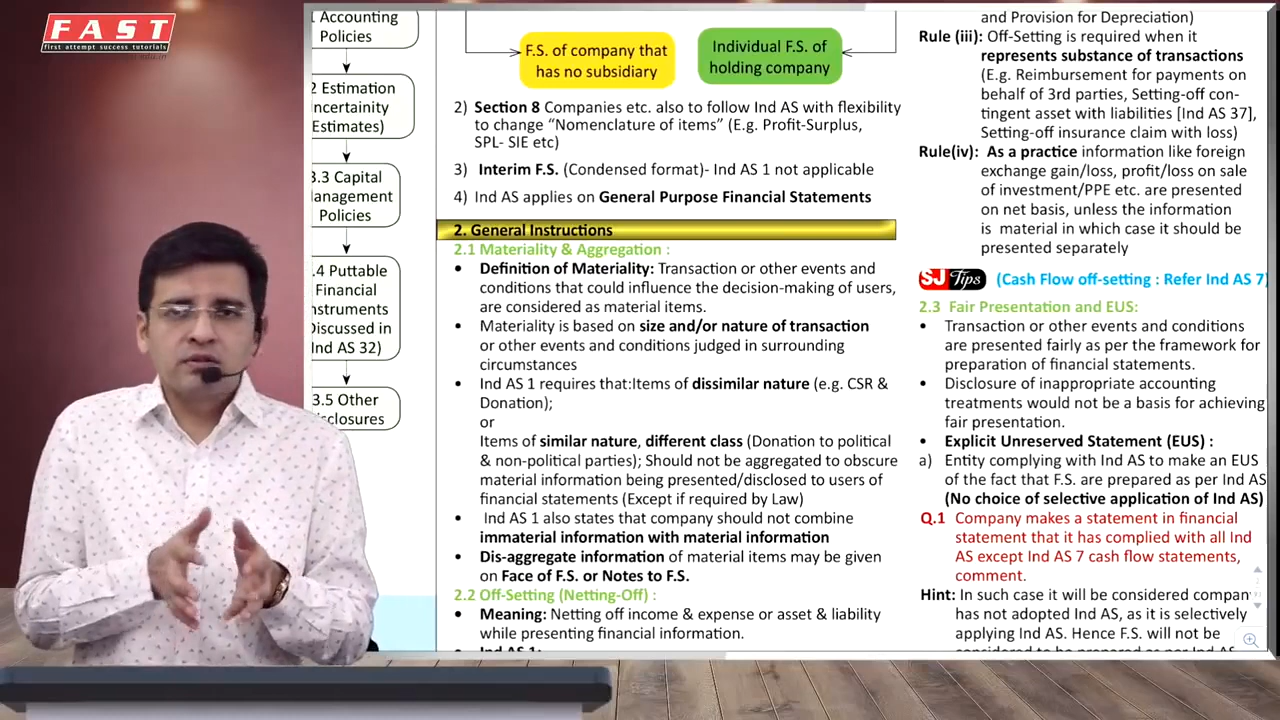 FAST
first attempt success tutorials
Accounting
Policies
2 Estimation
ncertainity
Estimates)
3.3 Capital
anagement
Policies
.4 Puttable
Financial
nstruments
Discussed in
Ind AS 32)
3.5 Other
sclosures
F.S. of company that
has no subsidiary
Individual F.S. of
holding company
2) Section 8 Companies etc. also to follow Ind AS with flexibility
to change “Nomenclature of items” (E.g. Profit-Surplus,
SPL- SIE etc)
3) Interim F.S. (Condensed format)- Ind AS 1 not applicable
4) Ind AS applies on General Purpose Financial Statements
2. General Instructions
2.1 Materiality & Aggregation :
• Definition of Materiality: Transaction or other events and
conditions that could influence the decision-making of users,
are considered as material items.
• Materiality is based on size and/or nature of transaction
or other events and conditions judged in surrounding
circumstances
• Ind AS 1 requires that:Items of dissimilar nature (e.g. CSR &
Donation);
or
Items of similar nature, different class (Donation to political
& non-political parties); Should not be aggregated to obscure
material information being presented/disclosed to users of
financial statements (Except if required by Law)
• Ind AS 1 also states that company should not combine
immaterial information with material information
• Dis-aggregate information of material items may be given
on Face of F.S. or Notes to F.S.
2.2 Off-Setting (Netting-Off) :
• Meaning: Netting off income & expense or asset & liability
while presenting financial information.
• Ind AS 1:
and Provision for Depreciation)
Rule (iii): Off-Setting is required when it
represents substance of transactions
(E.g. Reimbursement for payments on
behalf of 3rd parties, Setting-off con-
tingent asset with liabilities [Ind AS 37],
Setting-off insurance claim with loss)
Rule(iv): As a practice information like foreign
exchange gain/loss, profit/loss on sale
of investment/PPE etc. are presented
on net basis, unless the information
is material in which case it should be
presented separately
SJ Tips (Cash Flow off-setting : Refer Ind AS 7)
2.3 Fair Presentation and EUS:
• Transaction or other events and conditions
are presented fairly as per the framework for
preparation of financial statements.
• Disclosure of inappropriate accounting
treatments would not be a basis for achieving
fair presentation.
• Explicit Unreserved Statement (EUS) :
a) Entity complying with Ind AS to make an EUS
of the fact that F.S. are prepared as per Ind AS
(No choice of selective application of Ind AS)
Q.1 Company makes a statement in financial
statement that it has complied with all Ind
AS except Ind AS 7 cash flow statements,
comment.
Hint: In such case it will be considered compan
has not adopted Ind AS, as it is selectively
applying Ind AS. Hence F.S. will not be
considered to be prepared as per Ind AS